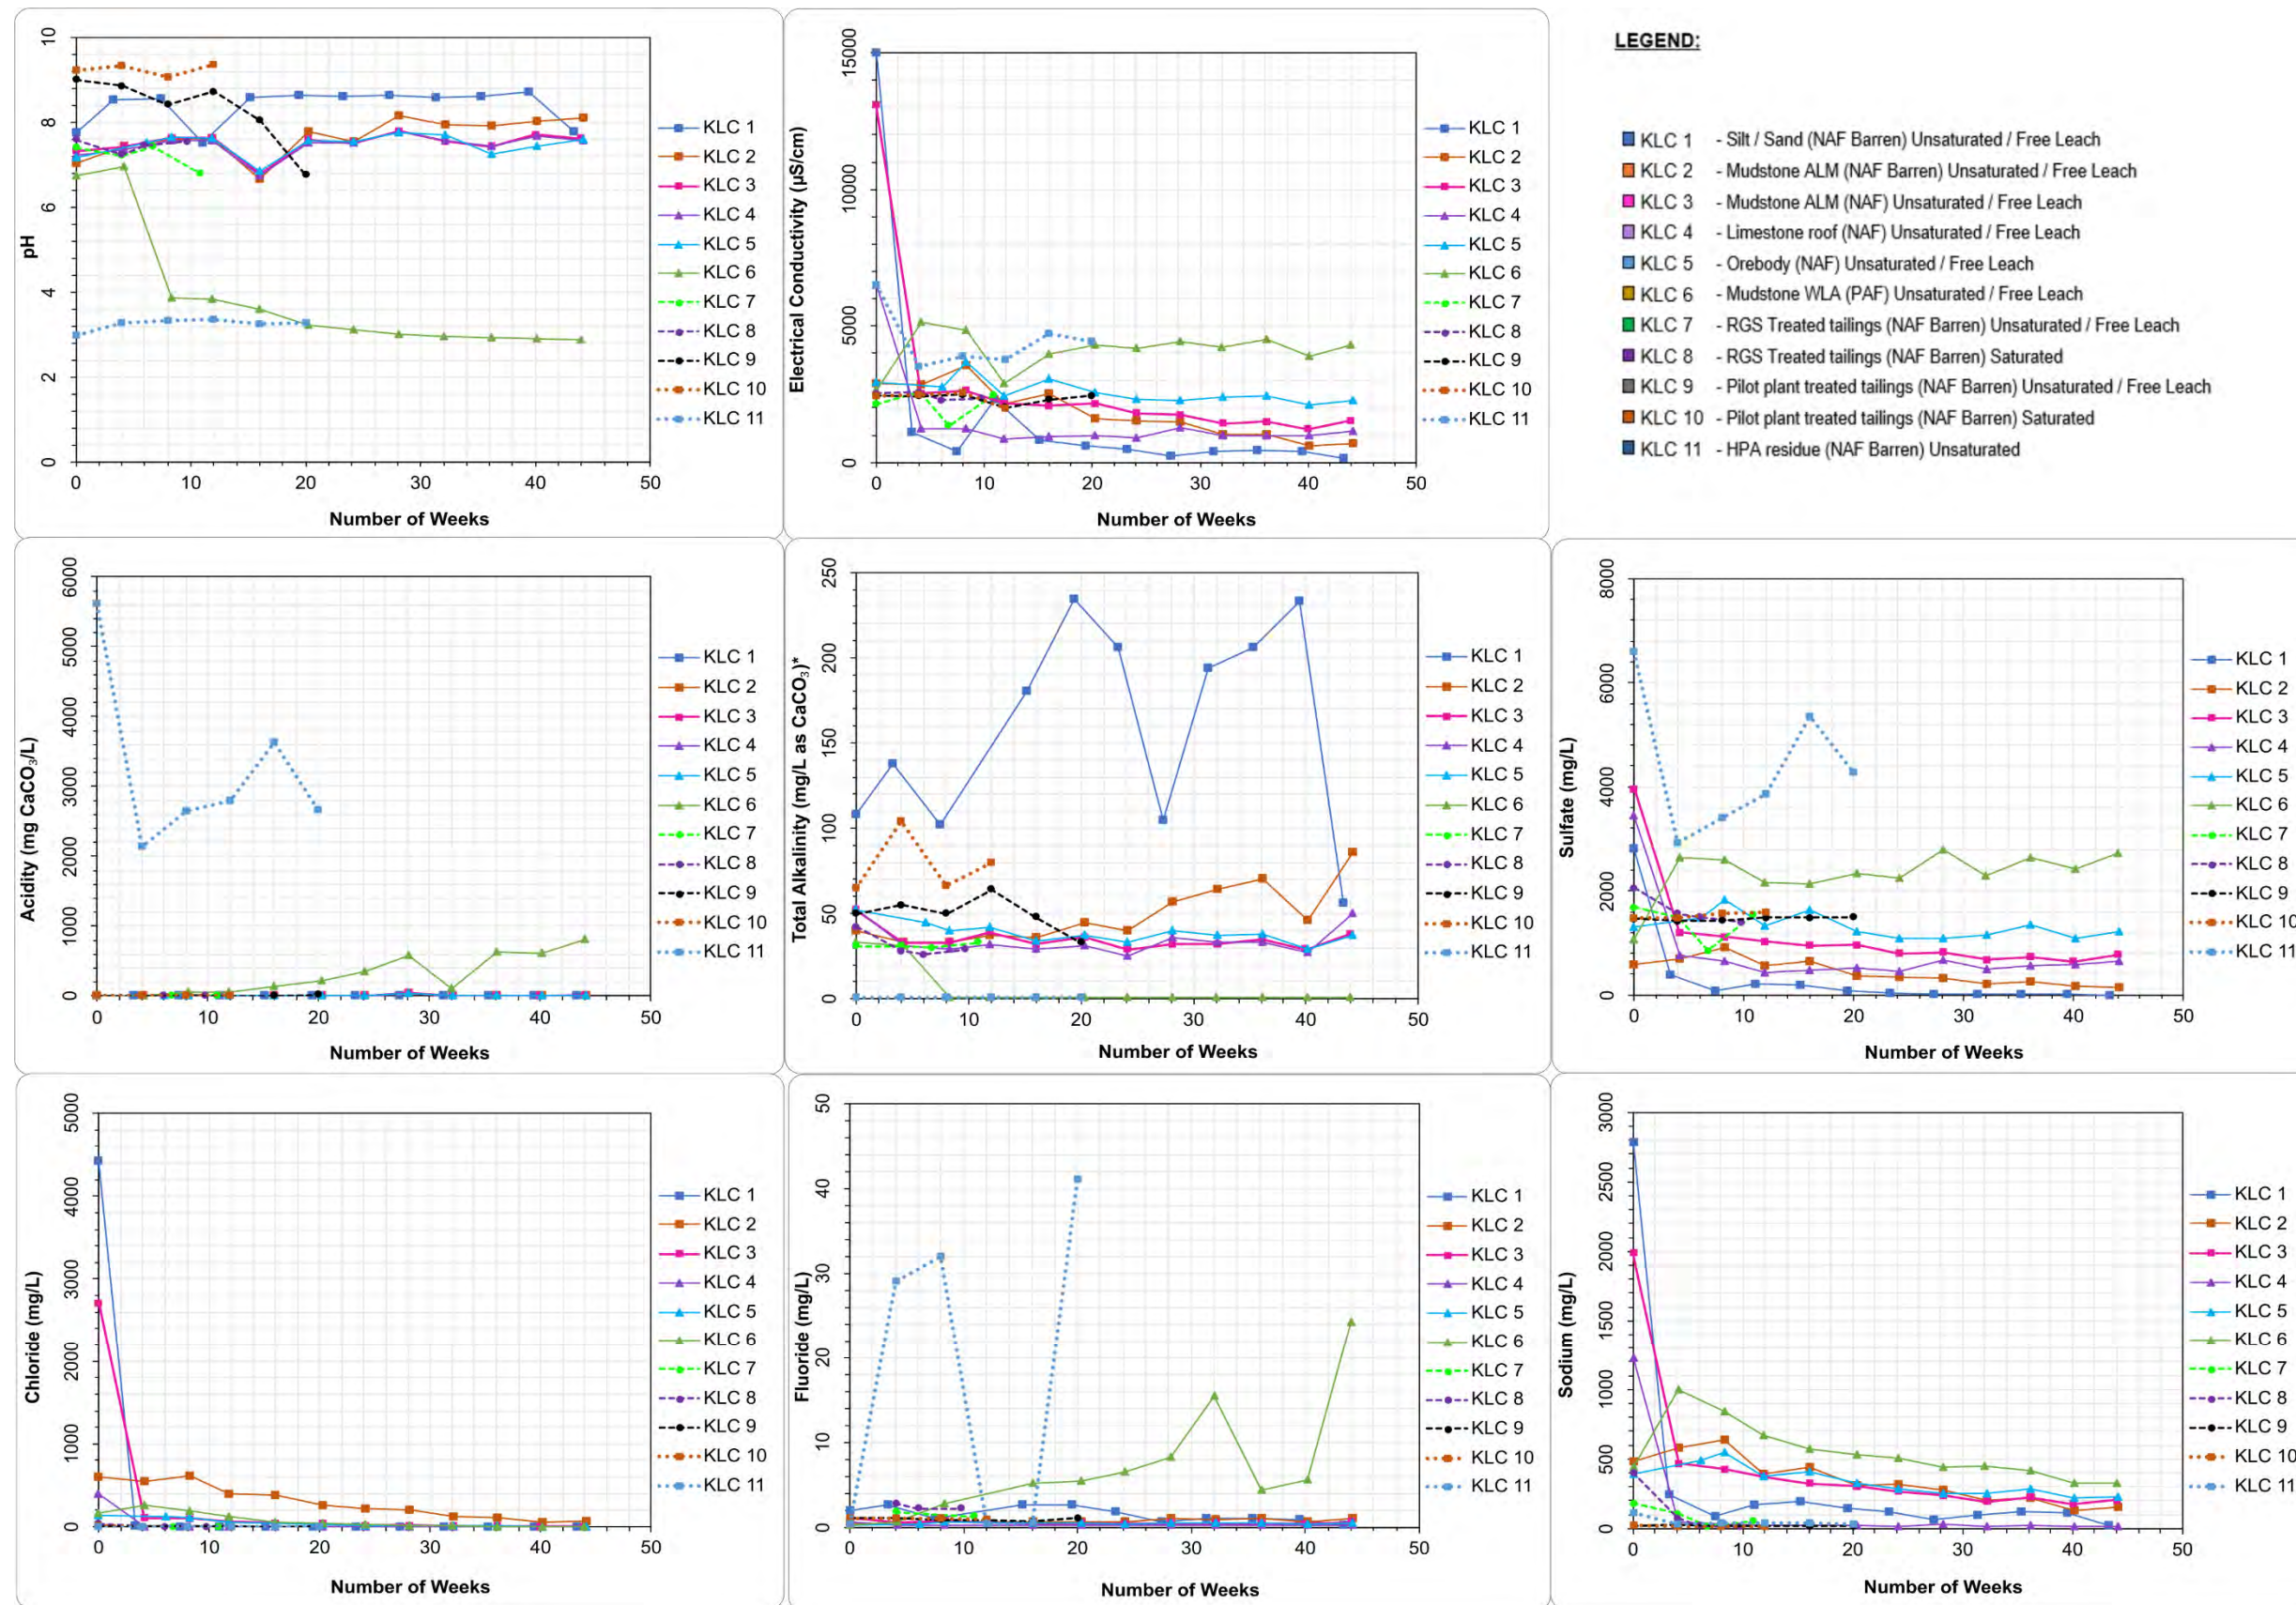 LEGEND:
KLC 1 - Silt / Sand (NAF Barren) Unsaturated / Free Leach
KLC 2 - Mudstone ALM (NAF Barren) Unsaturated / Free Leach
KLC 3 - Mudstone ALM (NAF) Unsaturated / Free Leach
KLC 4 - Limestone roof (NAF) Unsaturated / Free Leach
KLC 5 - Orebody (NAF) Unsaturated / Free Leach
KLC 6 - Mudstone WLA (PAF) Unsaturated / Free Leach
KLC 7 - RGS Treated tailings (NAF Barren) Unsaturated / Free Leach
KLC 8 - RGS Treated tailings (NAF Barren) Saturated
KLC 9 - Pilot plant treated tailings (NAF Barren) Unsaturated / Free Leach
KLC 10 - Pilot plant treated tailings (NAF Barren) Saturated
KLC 11 - HPA residue (NAF Barren) Unsaturated
pH
10
8
6
4
2
0
0 10 20 30 40 50
Number of Weeks
KLC 1
KLC 2
KLC 3
KLC 4
KLC 5
KLC 6
KLC 7
KLC 8
KLC 9
KLC 10
KLC 11
Electrical Conductivity (µS/cm)
15000
10000
5000
0
0 10 20 30 40 50
Number of Weeks
KLC 1
KLC 2
KLC 3
KLC 4
KLC 5
KLC 6
KLC 7
KLC 8
KLC 9
KLC 10
KLC 11
Acidity (mg CaCO₃/L)
6000
5000
4000
3000
2000
1000
0
0 10 20 30 40 50
Number of Weeks
KLC 1
KLC 2
KLC 3
KLC 4
KLC 5
KLC 6
KLC 7
KLC 8
KLC 9
KLC 10
KLC 11
Total Alkalinity (mg/L as CaCO₃)*
250
200
150
100
50
0
0 10 20 30 40 50
Number of Weeks
KLC 1
KLC 2
KLC 3
KLC 4
KLC 5
KLC 6
KLC 7
KLC 8
KLC 9
KLC 10
KLC 11
Sulfate (mg/L)
8000
6000
4000
2000
0
0 10 20 30 40 50
Number of Weeks
KLC 1
KLC 2
KLC 3
KLC 4
KLC 5
KLC 6
KLC 7
KLC 8
KLC 9
KLC 10
KLC 11
Chloride (mg/L)
5000
4000
3000
2000
1000
0
0 10 20 30 40 50
Number of Weeks
KLC 1
KLC 2
KLC 3
KLC 4
KLC 5
KLC 6
KLC 7
KLC 8
KLC 9
KLC 10
KLC 11
Fluoride (mg/L)
50
40
30
20
10
0
0 10 20 30 40 50
Number of Weeks
KLC 1
KLC 2
KLC 3
KLC 4
KLC 5
KLC 6
KLC 7
KLC 8
KLC 9
KLC 10
KLC 11
Sodium (mg/L)
3000
2500
2000
1500
1000
500
0
0 10 20 30 40 50
Number of Weeks
KLC 1
KLC 2
KLC 3
KLC 4
KLC 5
KLC 6
KLC 7
KLC 8
KLC 9
KLC 10
KLC 11